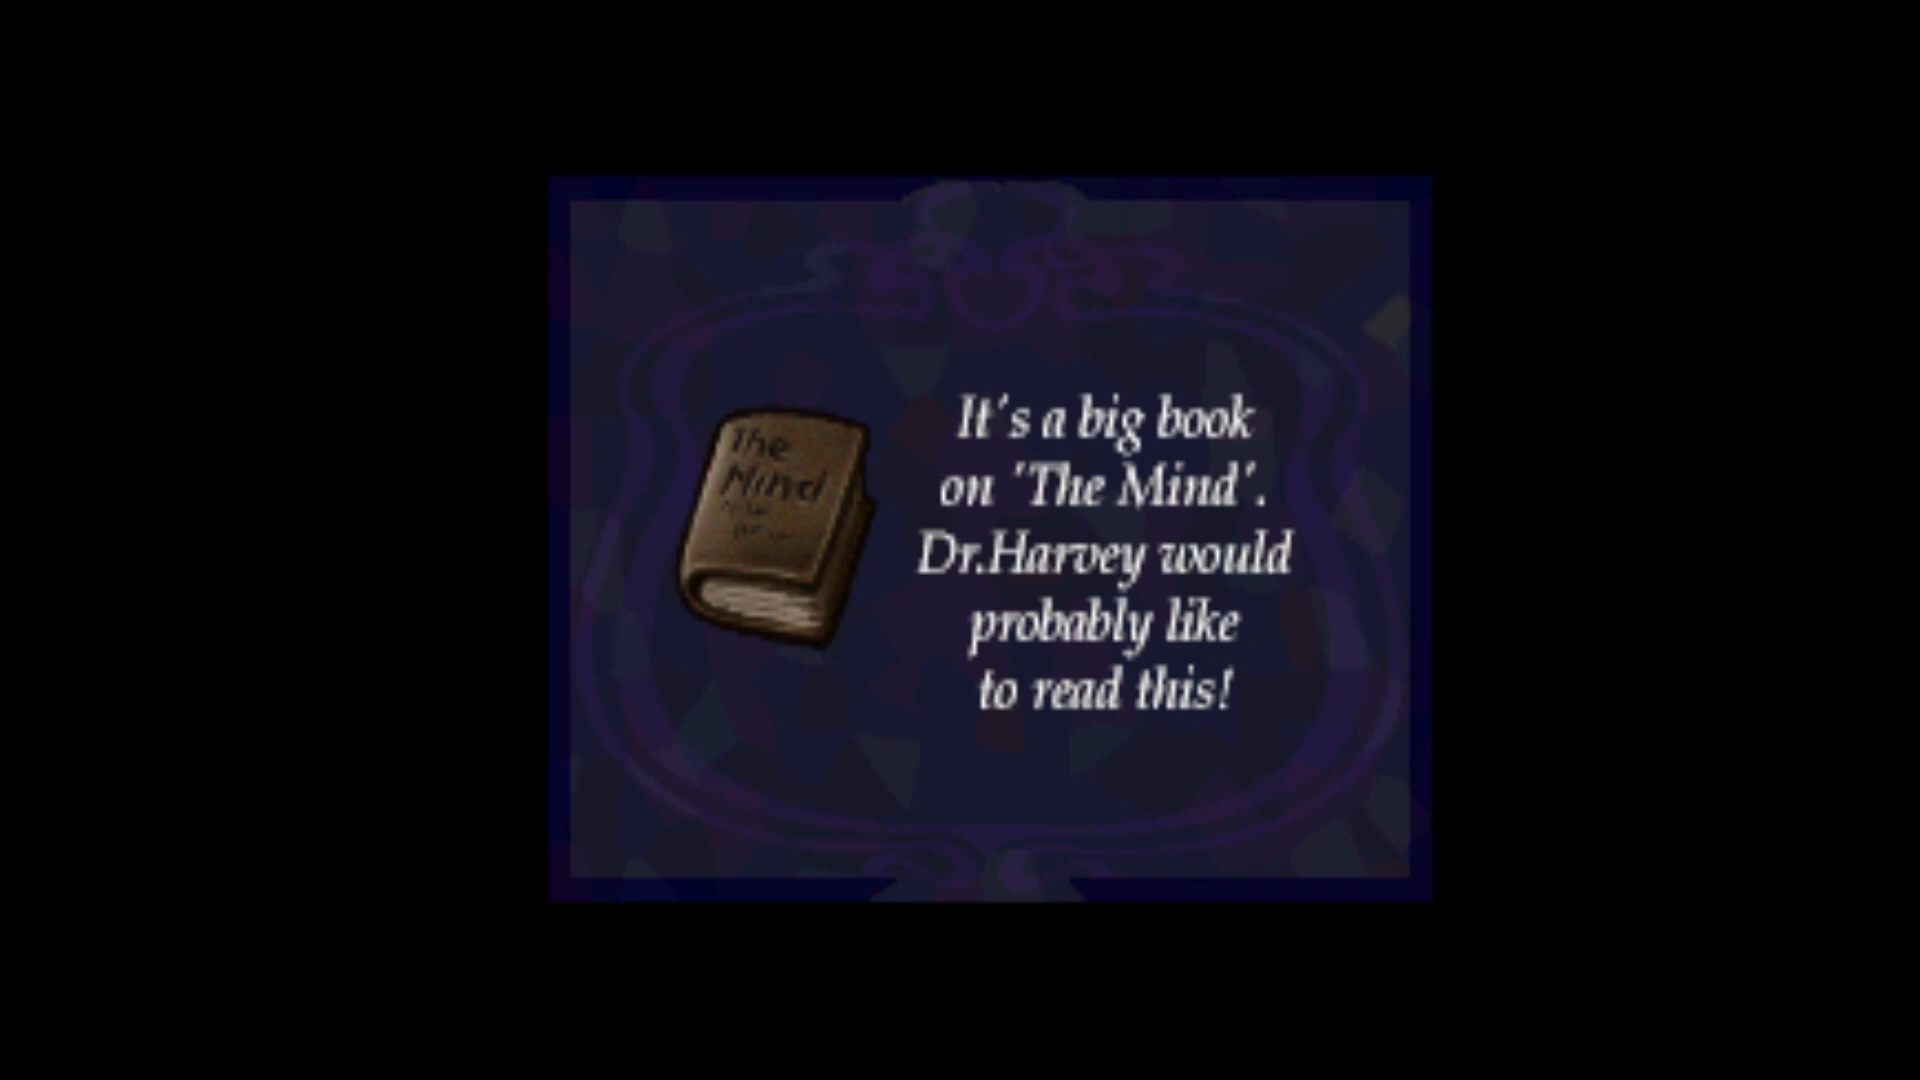 The
Mind
It's a big book
on 'The Mind'.
Dr.Harvey would
probably like
to read this!